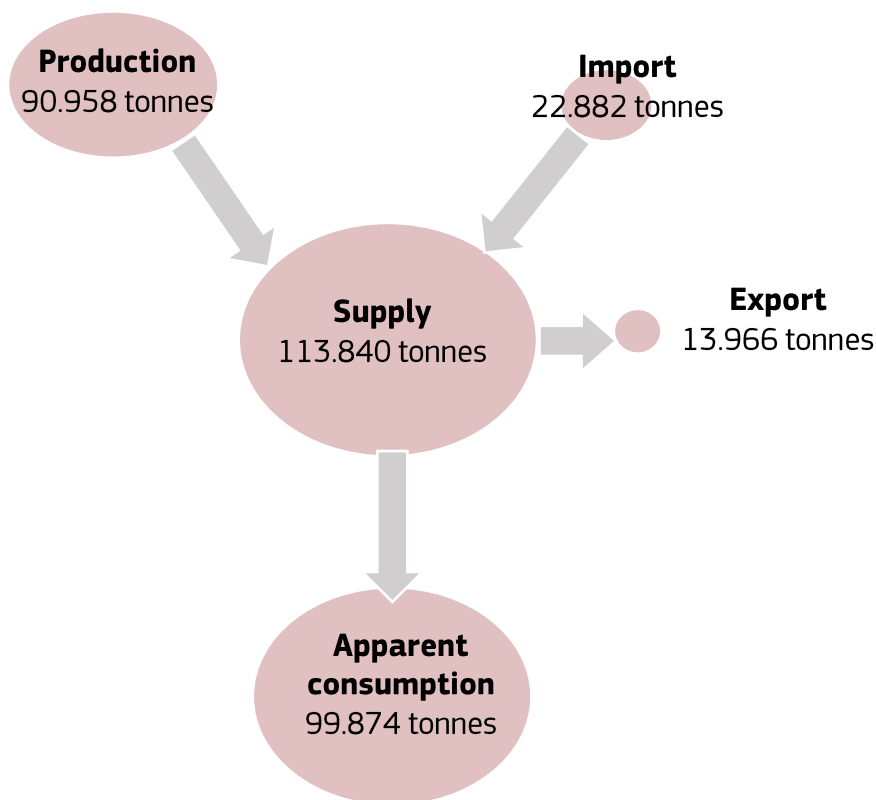 Production
90.958 tonnes
Import
22.882 tonnes
Supply
113.840 tonnes
Export
13.966 tonnes
Apparent
consumption
99.874 tonnes